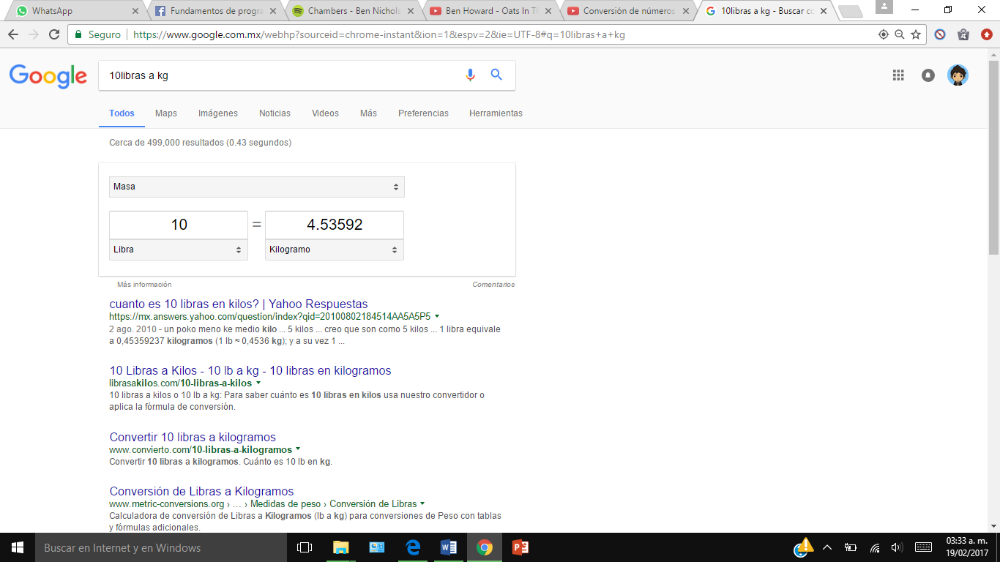 WhatsApp
Fundamentos de progra
Chambers - Ben Nichols
Ben Howard - Oats In Th
Conversión de números
10libras a kg - Buscar co
Seguro
https://www.google.com.mx/webhp?sourceid=chrome-instant&ion=1&espv=2&ie=UTF-8#q=10libras+a+kg
Google
10libras a kg
Todos Maps Imágenes Noticias Videos Más Preferencias Herramientas
Cerca de 499,000 resultados (0.43 segundos)
Masa
10 = 4.53592
Libra Kilogramo
Más información Comentarios
cuanto es 10 libras en kilos? | Yahoo Respuestas
https://mx.answers.yahoo.com/question/index?qid=20100802184514AA5A5P5
2 ago. 2010 - un poko meno ke medio kilo ... 5 kilos ... creo que son como 5 kilos ... 1 libra equivale
a 0,45359237 kilogramos (1 lb ≈ 0,4536 kg); y a su vez 1 ...
10 Libras a Kilos - 10 lb a kg - 10 libras en kilogramos
librasakilos.com/10-libras-a-kilos
10 libras a kilos o 10 lb a kg: Para saber cuánto es 10 libras en kilos usa nuestro convertidor o
aplica la fórmula de conversión.
Convertir 10 libras a kilogramos
www.convierto.com/10-libras-a-kilogramos
Convertir 10 libras a kilogramos. Cuánto es 10 lb en kg.
Conversión de Libras a Kilogramos
www.metric-conversions.org › ... › Medidas de peso › Conversión de Libras
Calculadora de conversión de Libras a Kilogramos (lb a kg) para conversiones de Peso con tablas
y fórmulas adicionales.
Buscar en Internet y en Windows
03:33 a. m.
19/02/2017